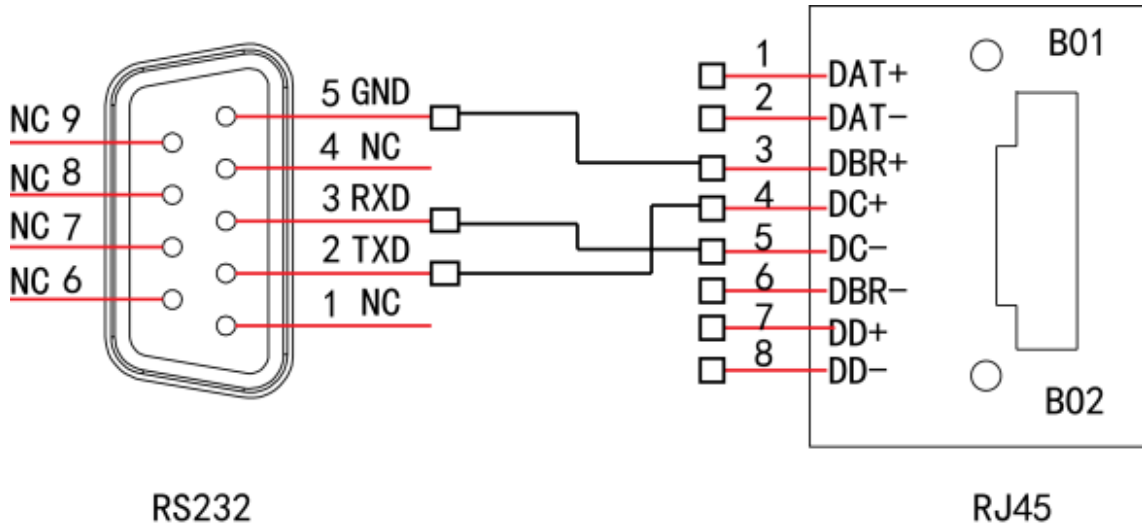 NC 9
NC 8
NC 7
NC 6
5 GND
4 NC
3 RXD
2 TXD
1 NC
1 DAT+
2 DAT-
3 DBR+
4 DC+
5 DC-
6 DBR-
7 DD+
8 DD-
B01
B02
RS232
RJ45